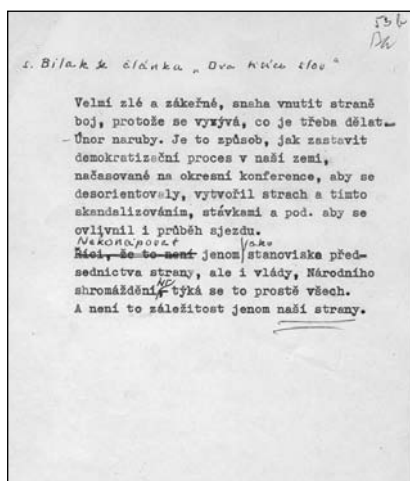 s. Bilak k článku „Dva tisíce slov"
Velmi zlé a zákeřné, snaha vnutit straně
boj, protože se vyzývá, co je třeba dělat.
- Únor naruby. Je to způsob, jak zastavit
demokratizační proces v naší zemi,
načasované na okresní konference, aby se
desorientovaly, vytvořil strach a tímto
skandalizováním, stávkami a pod. aby se
ovlivnil i průběh sjezdu.
jako
Říci, že to není jenom stanoviska před-
sednictva strany, ale i vlády, Národního
NF
shromáždění, týká se to prostě všech.
A není to záležitost jenom naší strany.